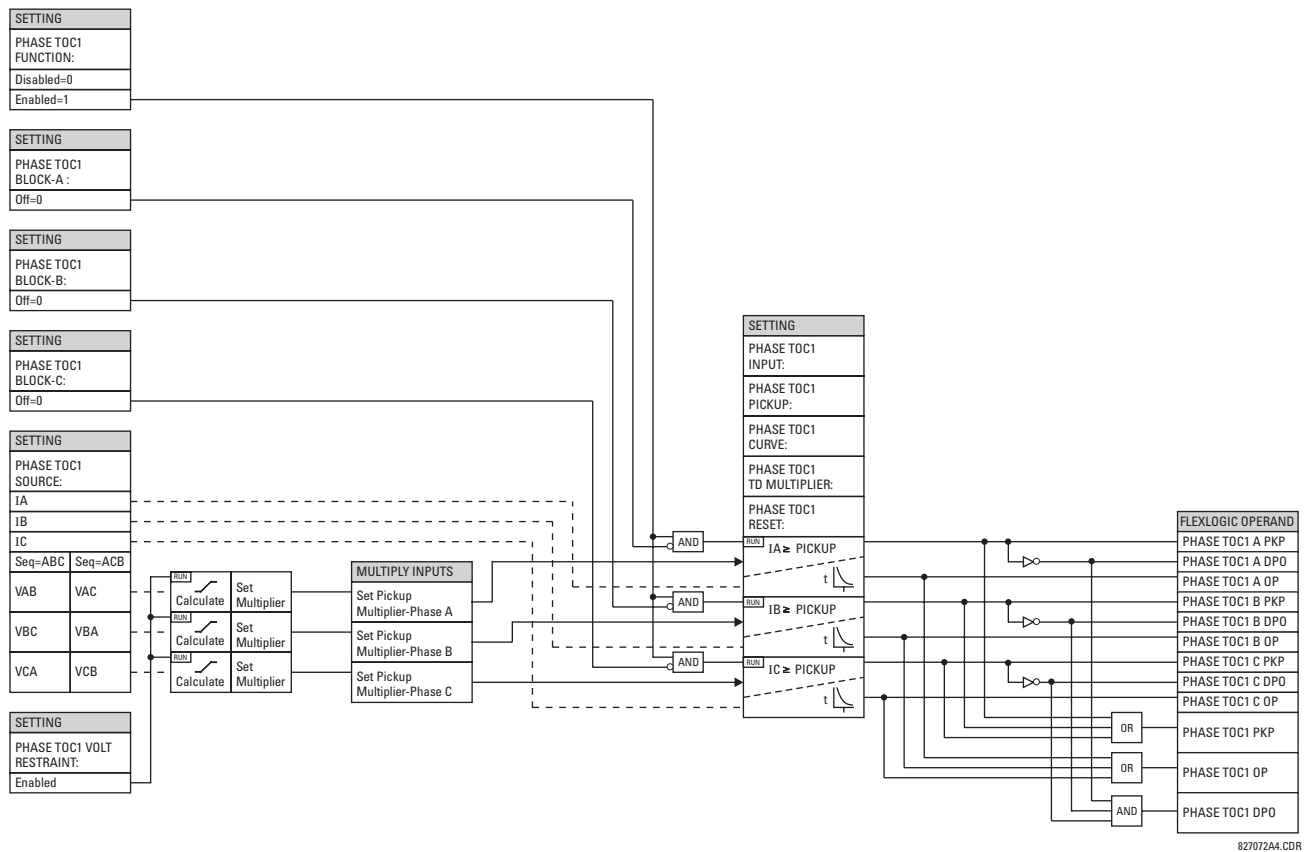 SETTING
PHASE TOC1
FUNCTION:
Disabled=0
Enabled=1
SETTING
PHASE TOC1
BLOCK-A :
Off=0
SETTING
PHASE TOC1
BLOCK-B:
Off=0
SETTING
PHASE TOC1
BLOCK-C:
Off=0
SETTING
PHASE TOC1
SOURCE:
IA
IB
IC
Seq=ABC Seq=ACB
VAB VAC
VBC VBA
VCA VCB
SETTING
PHASE TOC1 VOLT
RESTRAINT:
Enabled
RUN
Calculate
Set
Multiplier
RUN
Calculate
Set
Multiplier
RUN
Calculate
Set
Multiplier
MULTIPLY INPUTS
Set Pickup
Multiplier-Phase A
Set Pickup
Multiplier-Phase B
Set Pickup
Multiplier-Phase C
AND
AND
AND
SETTING
PHASE TOC1
INPUT:
PHASE TOC1
PICKUP:
PHASE TOC1
CURVE:
PHASE TOC1
TD MULTIPLIER:
PHASE TOC1
RESET:
RUN IA ≥ PICKUP
t
RUN IB ≥ PICKUP
t
RUN IC ≥ PICKUP
t
OR
OR
AND
FLEXLOGIC OPERAND
PHASE TOC1 A PKP
PHASE TOC1 A DPO
PHASE TOC1 A OP
PHASE TOC1 B PKP
PHASE TOC1 B DPO
PHASE TOC1 B OP
PHASE TOC1 C PKP
PHASE TOC1 C DPO
PHASE TOC1 C OP
PHASE TOC1 PKP
PHASE TOC1 OP
PHASE TOC1 DPO
827072A4.CDR